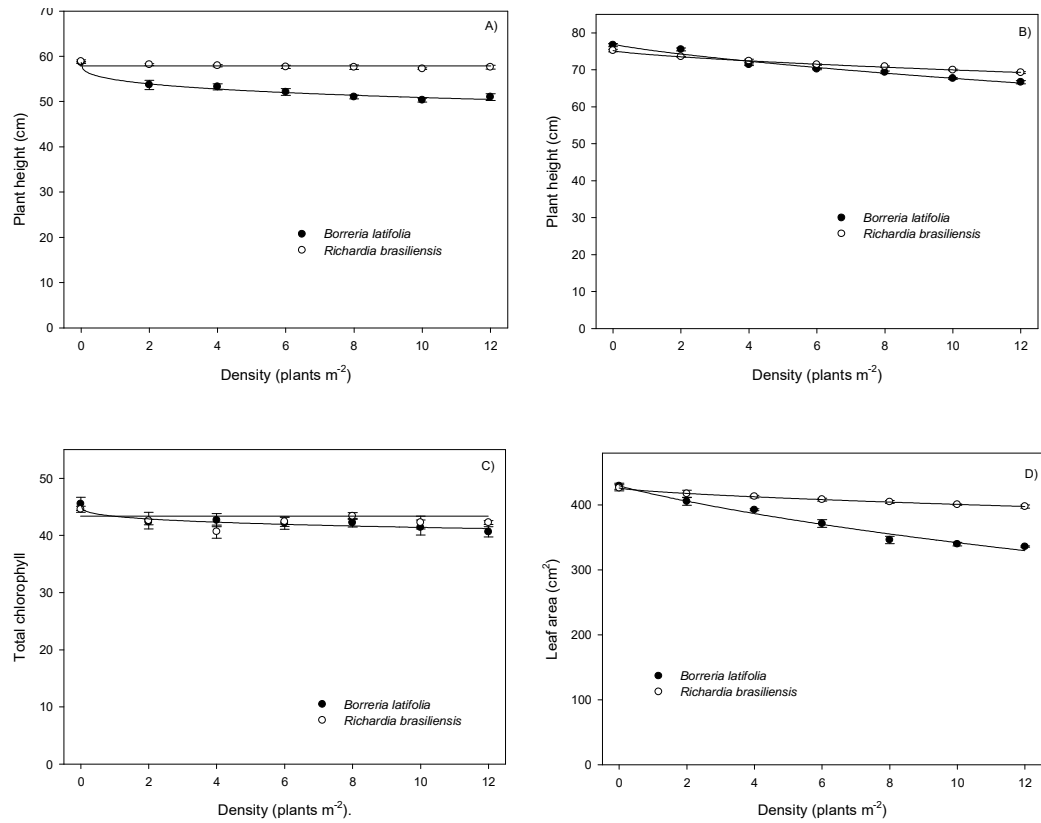 A)
70
60
50
40
30
20
10
0
Plant height (cm)
Borreria latifolia
Richardia brasiliensis
0 2 4 6 8 10 12
Density (plants m-2)
B)
80
70
60
50
40
30
20
10
0
Plant height (cm)
Borreria latifolia
Richardia brasiliensis
0 2 4 6 8 10 12
Density (plants m-2)
C)
50
40
30
20
10
0
Total chlorophyll
Borreria latifolia
Richardia brasiliensis
0 2 4 6 8 10 12
Density (plants m-2).
D)
400
300
200
100
0
Leaf area (cm2)
Borreria latifolia
Richardia brasiliensis
0 2 4 6 8 10 12
Density (plants m-2)